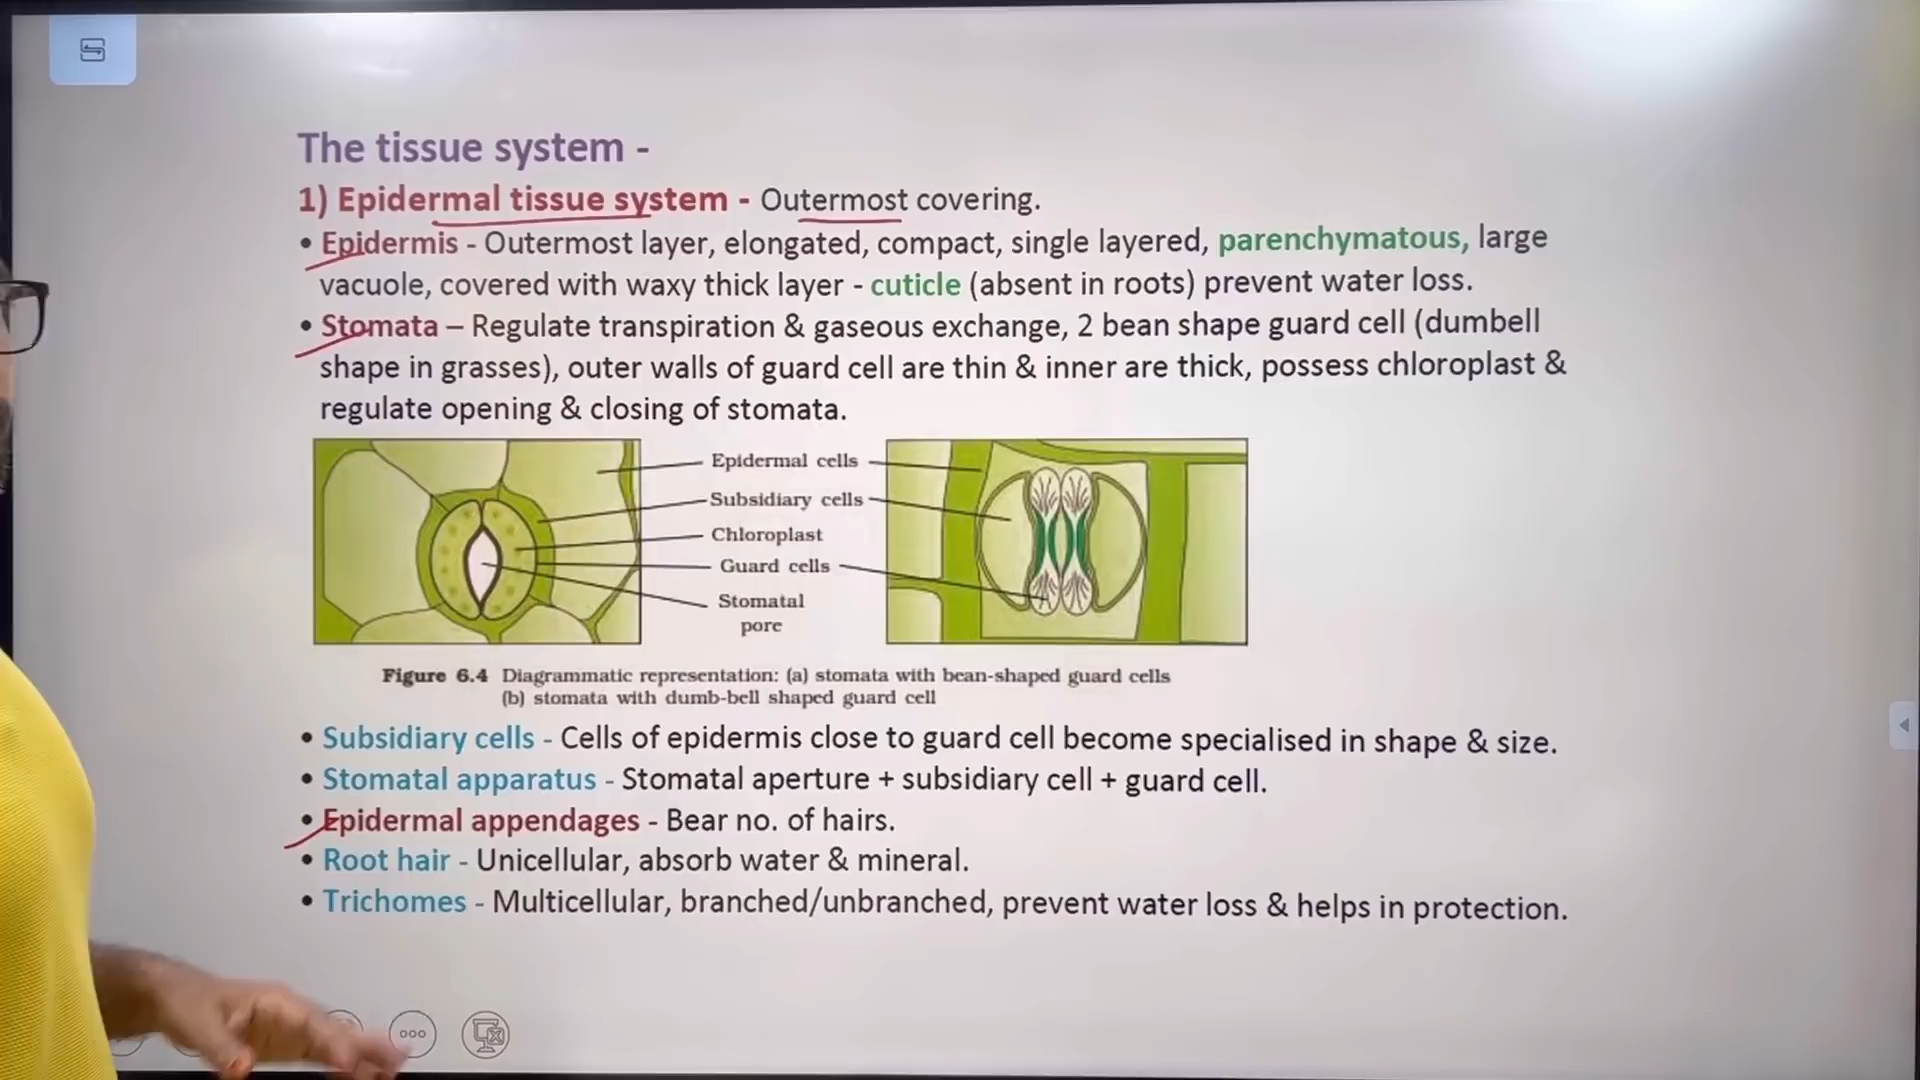 The tissue system -
1) Epidermal tissue system - Outermost covering.
• Epidermis - Outermost layer, elongated, compact, single layered, parenchymatous, large
vacuole, covered with waxy thick layer - cuticle (absent in roots) prevent water loss.
• Stomata – Regulate transpiration & gaseous exchange, 2 bean shape guard cell (dumbell
shape in grasses), outer walls of guard cell are thin & inner are thick, possess chloroplast &
regulate opening & closing of stomata.
Epidermal cells
Subsidiary cells
Chloroplast
Guard cells
Stomatal
pore
Figure 6.4 Diagrammatic representation: (a) stomata with bean-shaped guard cells
(b) stomata with dumb-bell shaped guard cell
• Subsidiary cells - Cells of epidermis close to guard cell become specialised in shape & size.
• Stomatal apparatus - Stomatal aperture + subsidiary cell + guard cell.
• Epidermal appendages - Bear no. of hairs.
• Root hair - Unicellular, absorb water & mineral.
• Trichomes - Multicellular, branched/unbranched, prevent water loss & helps in protection.